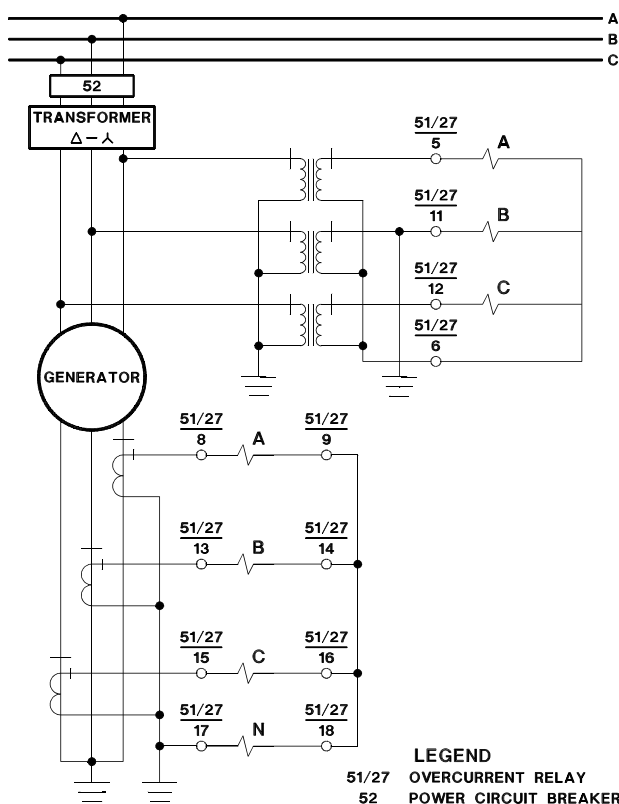 A
B
C
52
TRANSFORMER
Δ – ⅄
51/27
5
A
51/27
11
B
51/27
12
C
51/27
6
GENERATOR
51/27
8
A
51/27
9
51/27
13
B
51/27
14
51/27
15
C
51/27
16
51/27
17
N
51/27
18
LEGEND
51/27 OVERCURRENT RELAY
52 POWER CIRCUIT BREAKER